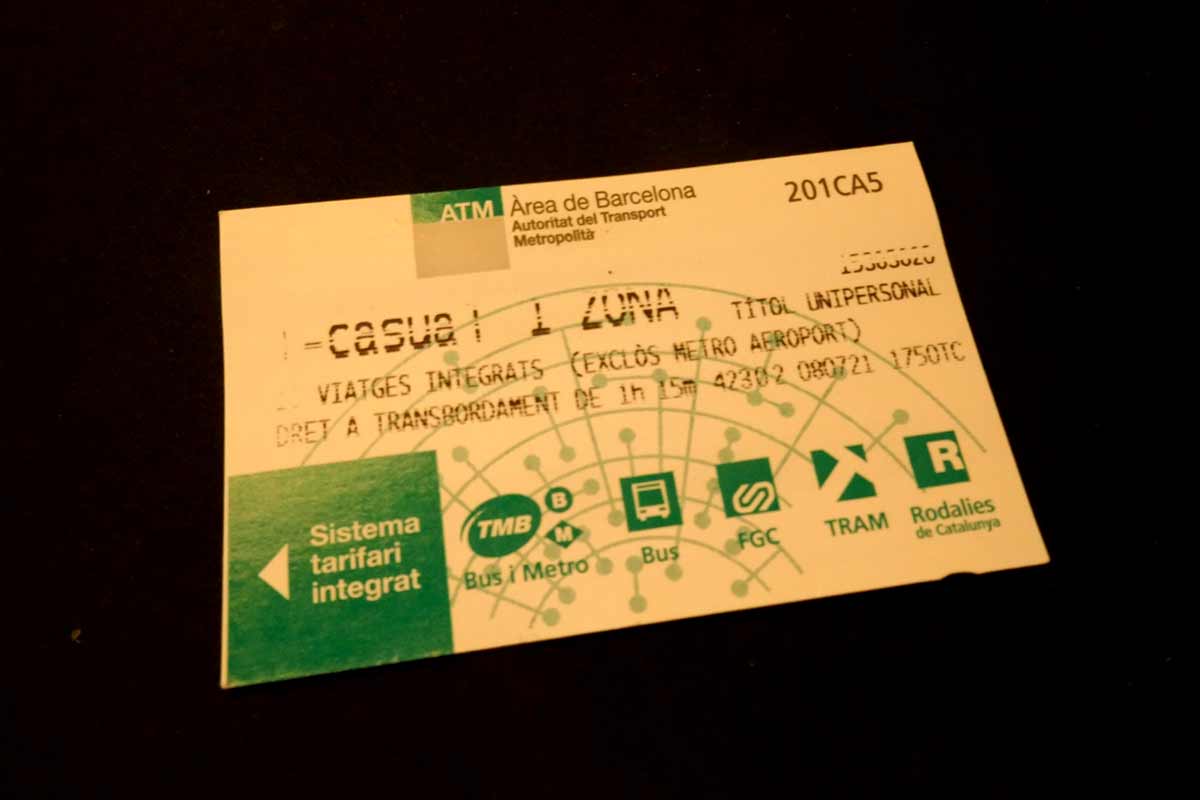 ATM Àrea de Barcelona
Autoritat del Transport
Metropolità
201CA5
-casual 1 ZONA TÍTOL UNIPERSONAL
VIATGES INTEGRATS (EXCLÒS METRO AEROPORT)
DRET A TRANSBORDAMENT DE 1h 15m 42302 080721 1750TC
Sistema
tarifari
integrat
TMB B M
Bus i Metro
Bus
FGC
TRAM
R
Rodalies
de Catalunya